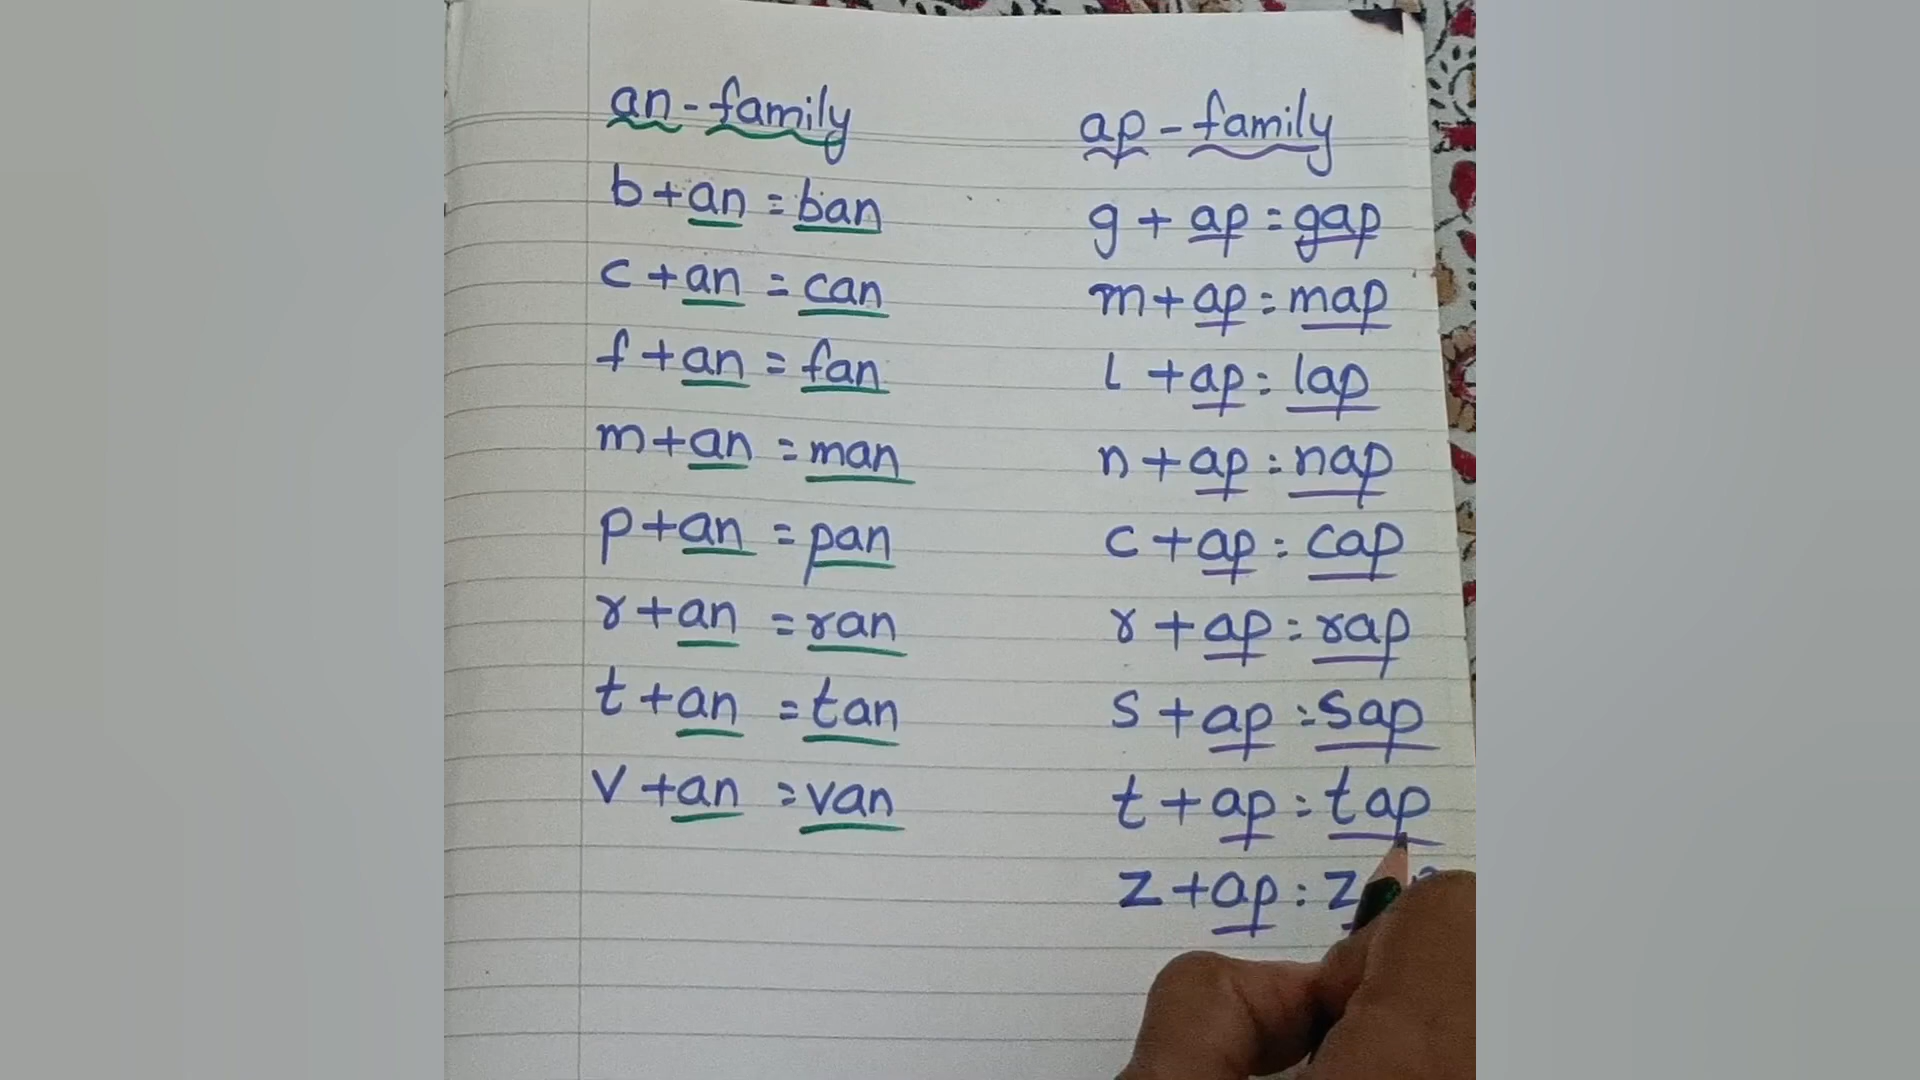 an-family
b+an=ban
c+an=can
f+an=fan
m+an=man
p+an=pan
r+an=ran
t+an=tan
v+an=van
ap-family
g+ap=gap
m+ap=map
l+ap=lap
n+ap=nap
c+ap=cap
r+ap=rap
s+ap=sap
t+ap=tap
z+ap=z